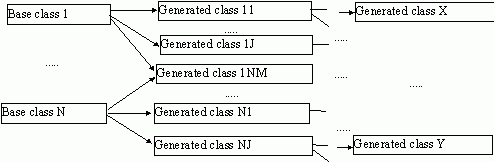 Base class 1
Generated class 11
Generated class X
.....
.....
Generated class 1J
.....
Generated class 1NM
.....
.....
.....
Base class N
Generated class N1
.....
.....
Generated class NJ
Generated class Y